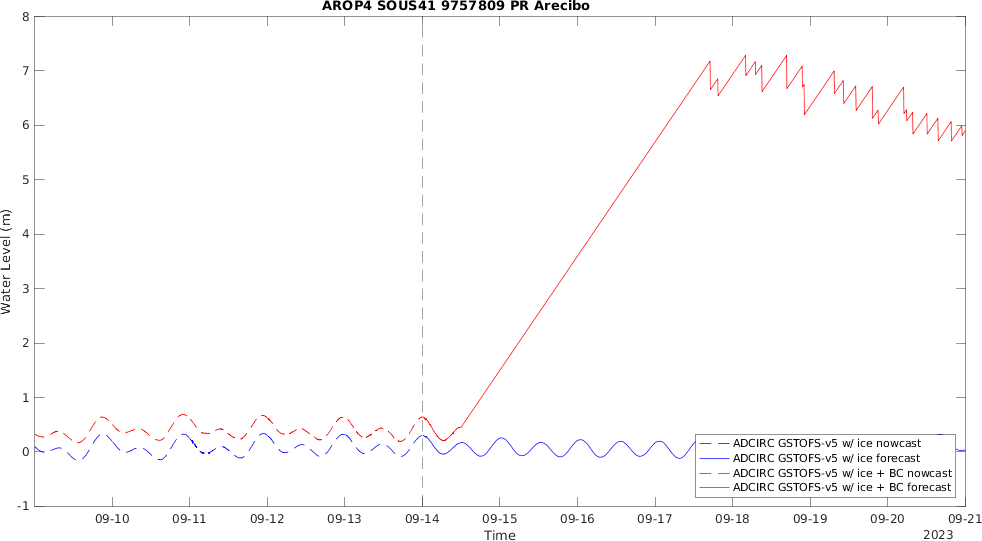 AROP4 SOUS41 9757809 PR Arecibo
8
7
6
5
4
3
2
1
0
-1
Water Level (m)
09-10 09-11 09-12 09-13 09-14 09-15 09-16 09-17 09-18 09-19 09-20 09-21
Time
2023
ADCIRC GSTOFS-v5 w/ ice nowcast
ADCIRC GSTOFS-v5 w/ ice forecast
ADCIRC GSTOFS-v5 w/ ice + BC nowcast
ADCIRC GSTOFS-v5 w/ ice + BC forecast